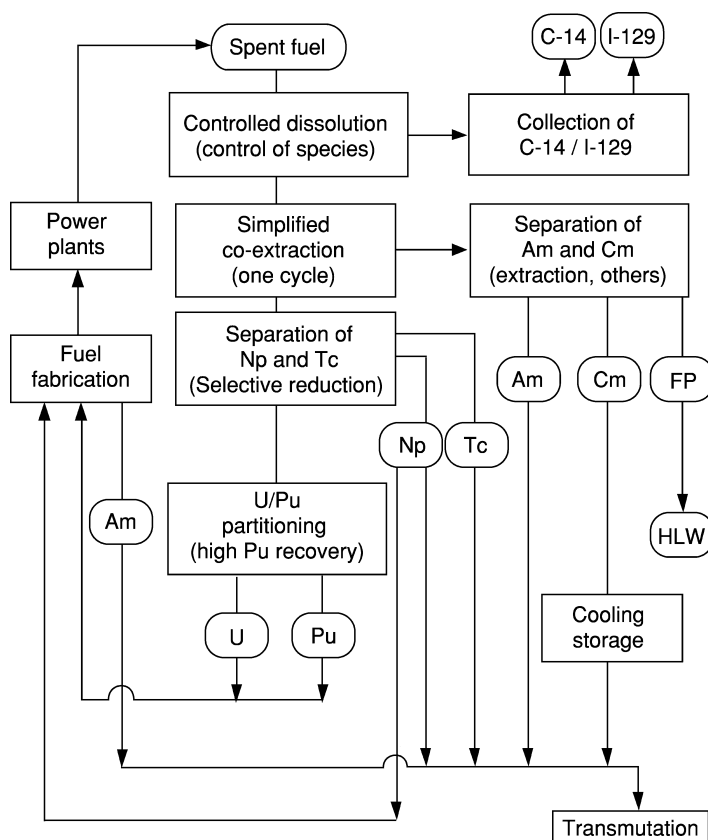 Spent fuel
C-14
I-129
Controlled dissolution
(control of species)
Collection of
C-14 / I-129
Power
plants
Simplified
co-extraction
(one cycle)
Separation of
Am and Cm
(extraction, others)
Fuel
fabrication
Separation of
Np and Tc
(Selective reduction)
Am
Cm
FP
Np
Tc
Am
U/Pu
partitioning
(high Pu recovery)
HLW
U
Pu
Cooling
storage
Transmutation